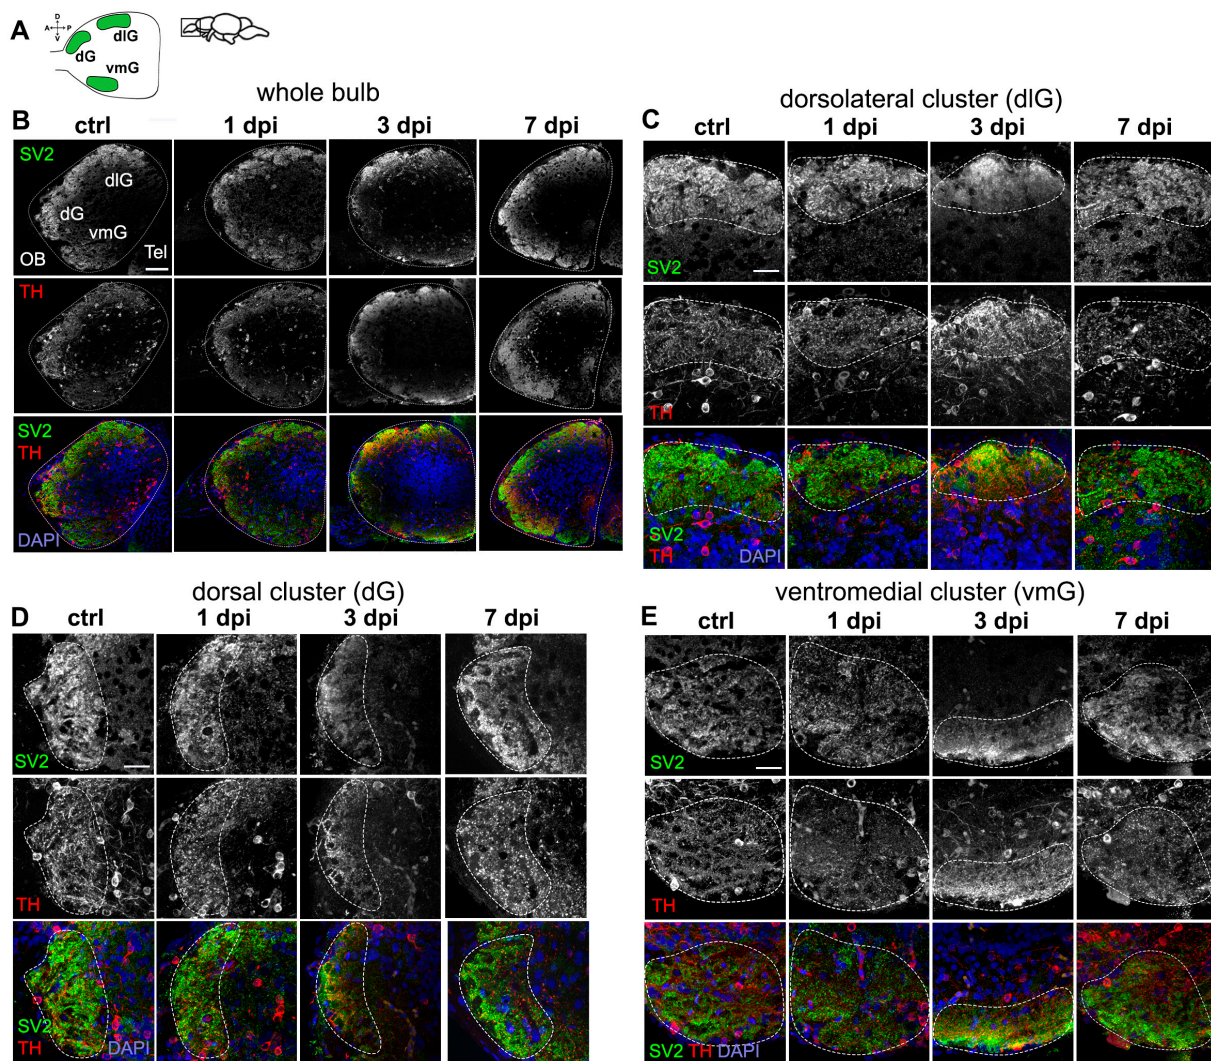 A
D
A P
V
dlG
dG
vmG
whole bulb
B
ctrl
1 dpi
3 dpi
7 dpi
SV2
dlG
dG
vmG
OB
Tel
TH
SV2
TH
DAPI
dorsolateral cluster (dlG)
C
ctrl
1 dpi
3 dpi
7 dpi
SV2
TH
SV2
TH
DAPI
dorsal cluster (dG)
D
ctrl
1 dpi
3 dpi
7 dpi
SV2
TH
SV2
TH
DAPI
ventromedial cluster (vmG)
E
ctrl
1 dpi
3 dpi
7 dpi
SV2
TH
SV2 TH DAPI